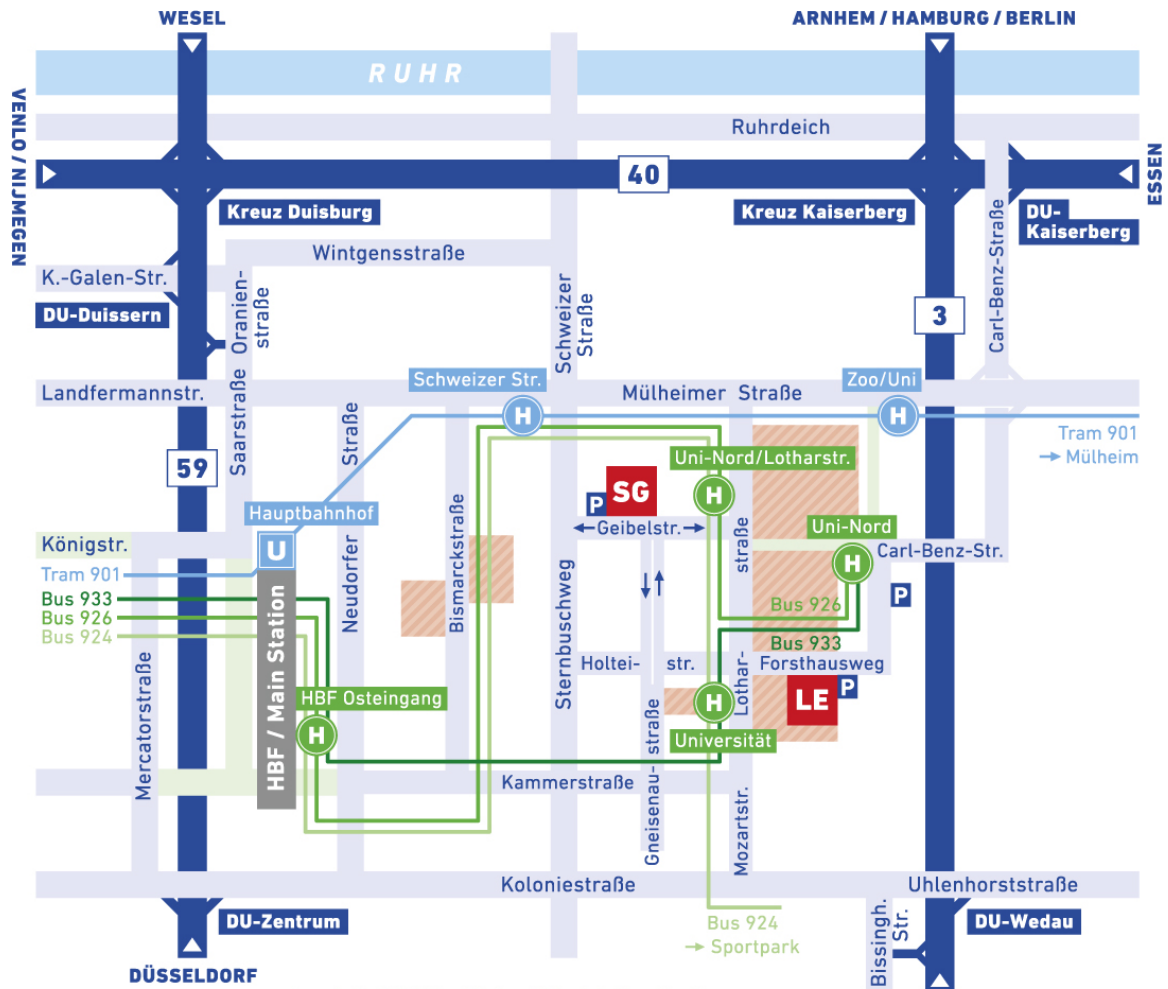 WESEL
ARNHEM / HAMBURG / BERLIN
RUHR
VENLO / NIJMEGEN
Ruhrdeich
40
ESSEN
Kreuz Duisburg
Kreuz Kaiserberg
DU-
Kaiserberg
Wintgensstraße
K.-Galen-Str.
DU-Duissern
Oranien-
straße
Schweizer
Straße
3
Carl-Benz-Straße
Landfermannstr.
Schweizer Str.
Mülheimer Straße
Zoo/Uni
H
H
Saarstraße
Straße
Neudorfer
Tram 901
→ Mülheim
59
Uni-Nord/Lotharstr.
H
SG
P
Hauptbahnhof
U
Geibelstr.
Uni-Nord
H
Königstr.
Carl-Benz-Str.
Tram 901
Bus 933
Bus 926
Bus 924
Bismarckstraße
straße
Lothar-
P
Bus 926
Bus 933
Sternbuschweg
Holtei-
str.
Forsthausweg
Mercatorstraße
HBF / Main Station
HBF Osteingang
H
H
LE
P
Universität
Kammerstraße
straße
Gneisenau-
Mozartstr.
Koloniestraße
Uhlenhorststraße
DU-Zentrum
Bus 924
→ Sportpark
Bissingh.
Str.
DU-Wedau
DÜSSELDORF